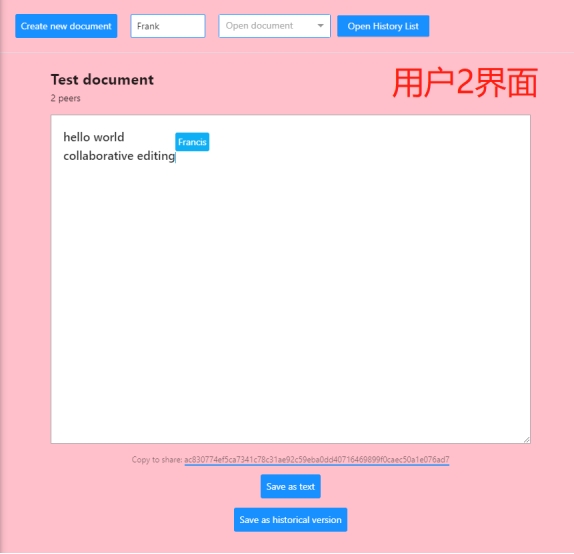 Create new document Frank Open document Open History List
Test document
用户2界面
2 peers
hello world
Francis
collaborative editing
Copy to share: ac830774ef5ca7341c78c31ae92c59eba0dd40716469899f0caec50a1e076ad7
Save as text
Save as historical version